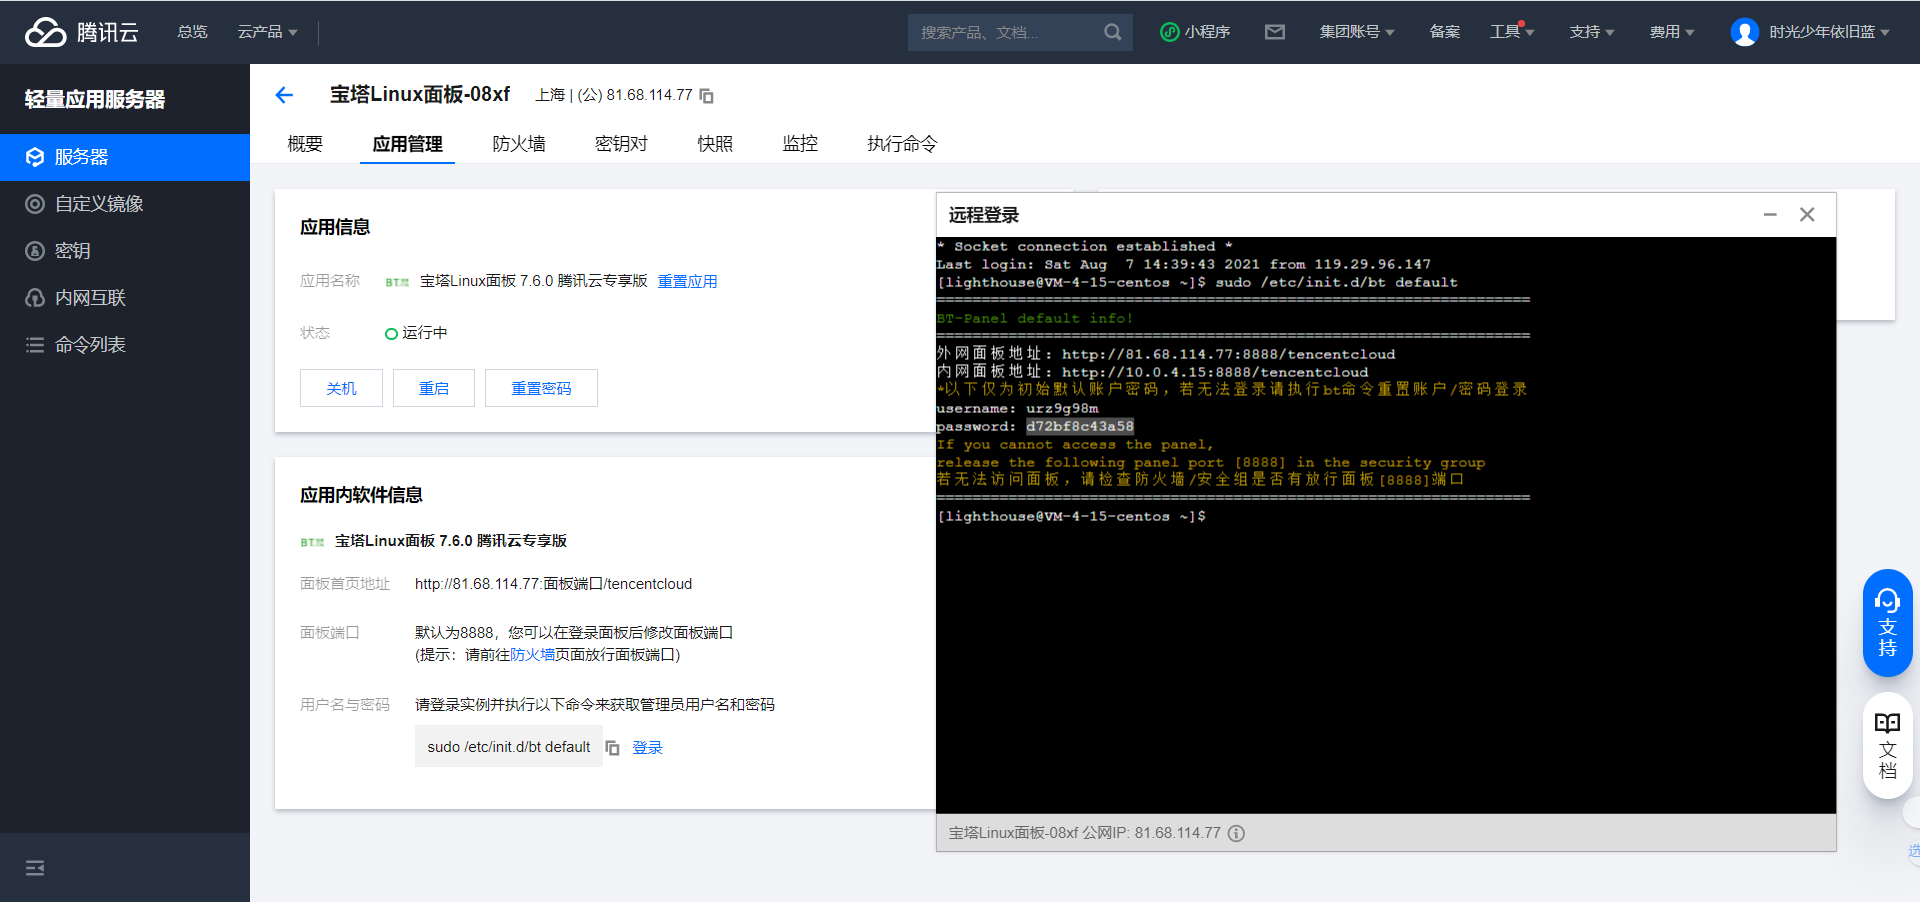 腾讯云 总览 云产品 搜索产品、文档... 小程序 集团账号 备案 工具 支持 费用 时光少年依旧蓝
轻量应用服务器
服务器
自定义镜像
密钥
内网互联
命令列表
宝塔Linux面板-08xf 上海 | (公) 81.68.114.77
概要 应用管理 防火墙 密钥对 快照 监控 执行命令
应用信息
应用名称 宝塔Linux面板 7.6.0 腾讯云专享版 重置应用
状态 运行中
关机 重启 重置密码
应用内软件信息
宝塔Linux面板 7.6.0 腾讯云专享版
面板首页地址 http://81.68.114.77:面板端口/tencentcloud
面板端口 默认为8888，您可以在登录面板后修改面板端口
(提示：请前往防火墙页面放行面板端口)
用户名与密码 请登录实例并执行以下命令来获取管理员用户名和密码
sudo /etc/init.d/bt default 登录
远程登录
* Socket connection established *
Last login: Sat Aug  7 14:39:43 2021 from 119.29.96.147
[lighthouse@VM-4-15-centos ~]$ sudo /etc/init.d/bt default
==================================================================
BT-Panel default info!
==================================================================
外网面板地址: http://81.68.114.77:8888/tencentcloud
内网面板地址: http://10.0.4.15:8888/tencentcloud
*以下仅为初始默认账户密码，若无法登录请执行bt命令重置账户/密码登录
username: urz9g98m
password: d72bf8c43a58
If you cannot access the panel,
release the following panel port [8888] in the security group
若无法访问面板，请检查防火墙/安全组是否有放行面板[8888]端口
==================================================================
[lighthouse@VM-4-15-centos ~]$
宝塔Linux面板-08xf 公网IP: 81.68.114.77
支持
文档